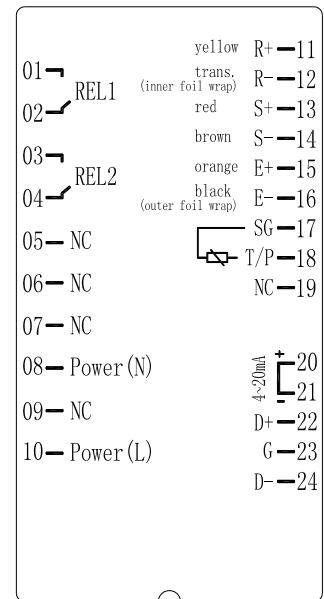 01
REL1
02
03
REL2
04
05 NC
06 NC
07 NC
08 Power(N)
09 NC
10 Power(L)
yellow R+ 11
trans. (inner foil wrap) R- 12
red S+ 13
brown S- 14
orange E+ 15
black (outer foil wrap) E- 16
SG 17
T/P 18
NC 19
4~20mA
+ 20
- 21
D+ 22
G 23
D- 24